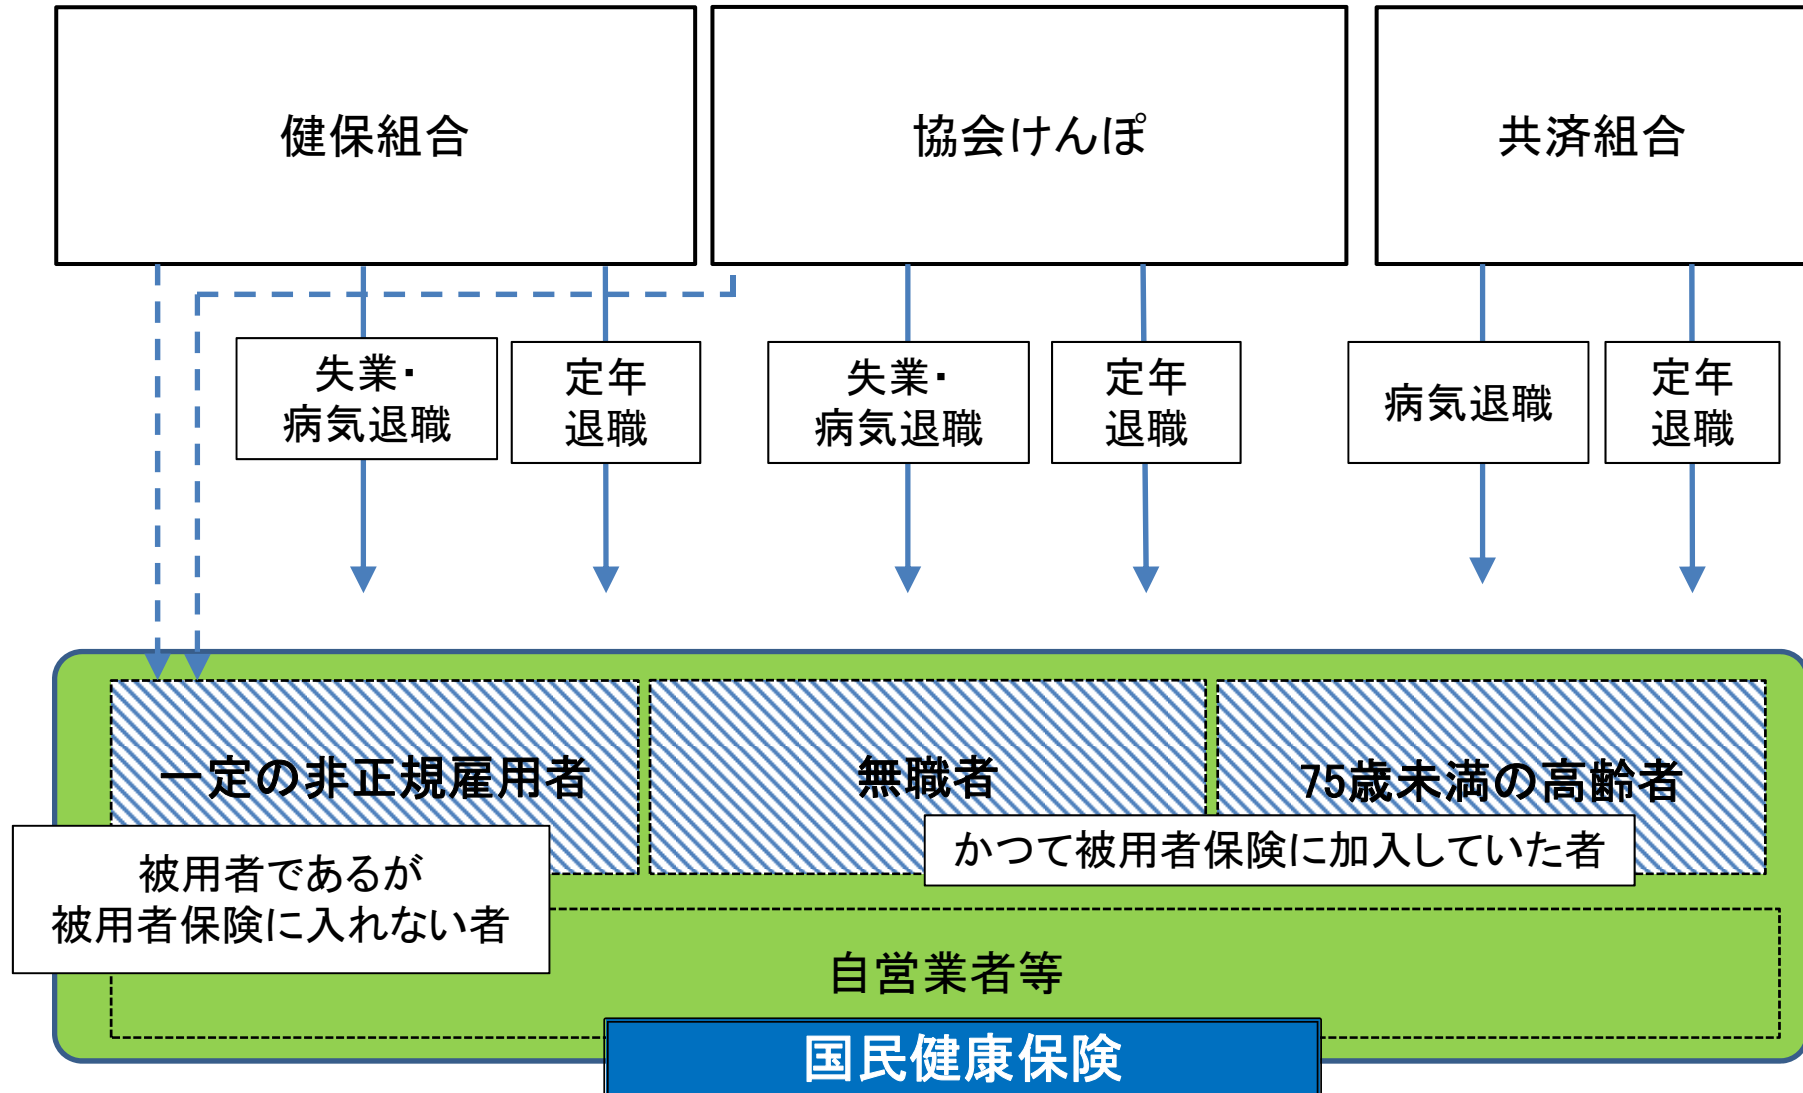 健保組合
協会けんぽ
共済組合
失業・
病気退職
定年
退職
失業・
病気退職
定年
退職
病気退職
定年
退職
一定の非正規雇用者
無職者
75歳未満の高齢者
かつて被用者保険に加入していた者
被用者であるが
被用者保険に入れない者
自営業者等
国民健康保険